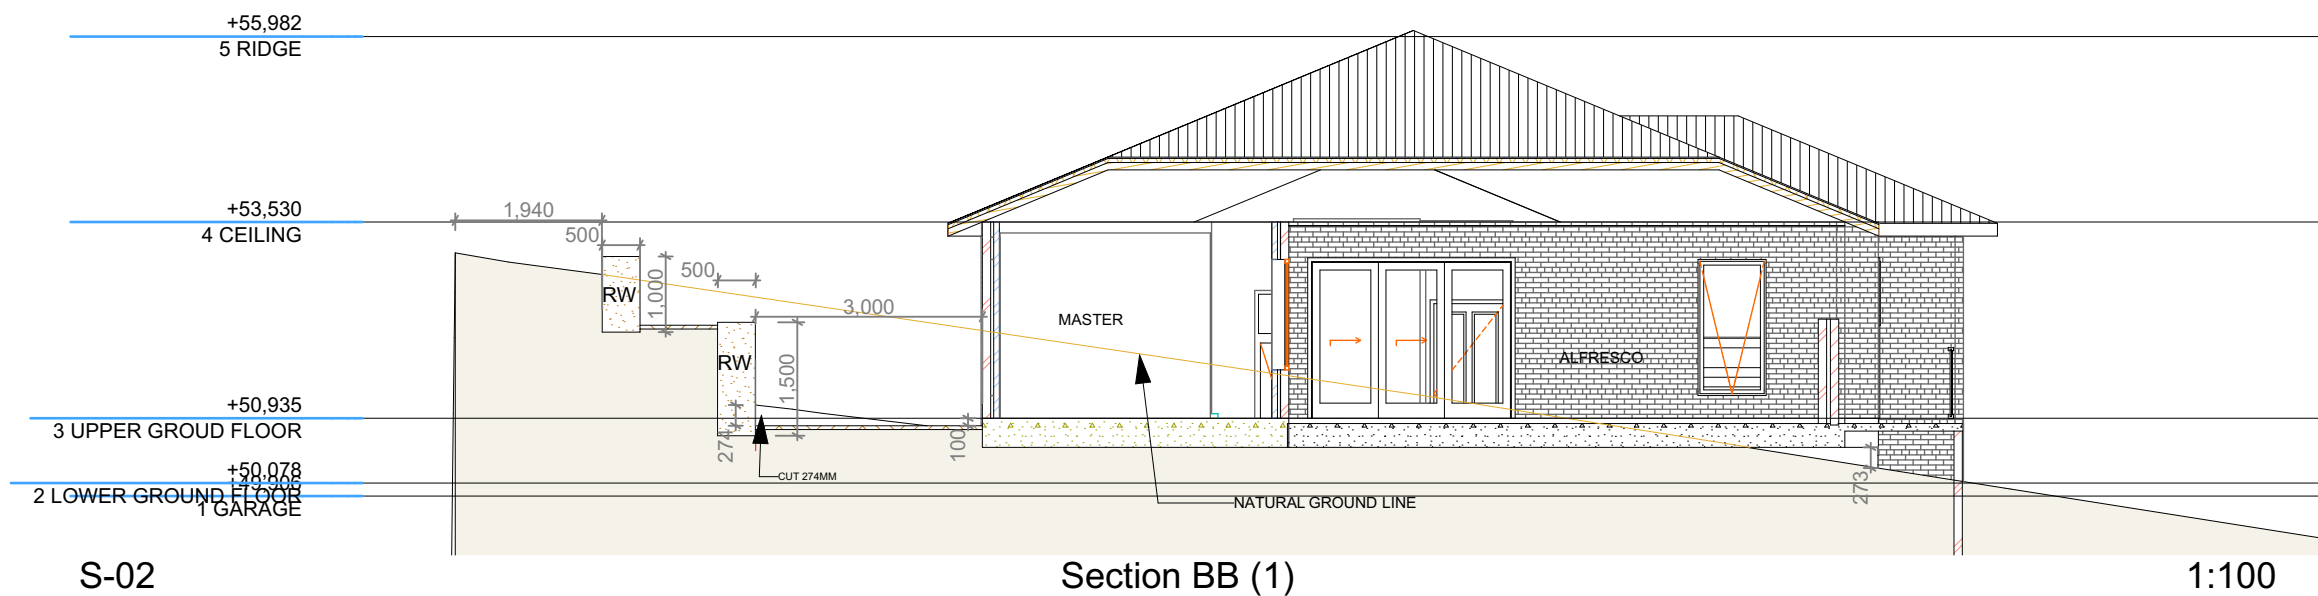 +55,982
5 RIDGE
+53,530
4 CEILING
1,940
500
RW
1,000
500
RW
1,500
3,000
MASTER
ALFRESCO
+50,935
3 UPPER GROUD FLOOR
274
100
CUT 274MM
+50,078
+49,906
2 LOWER GROUND FLOOR
1 GARAGE
NATURAL GROUND LINE
273
S-02
Section BB (1)
1:100